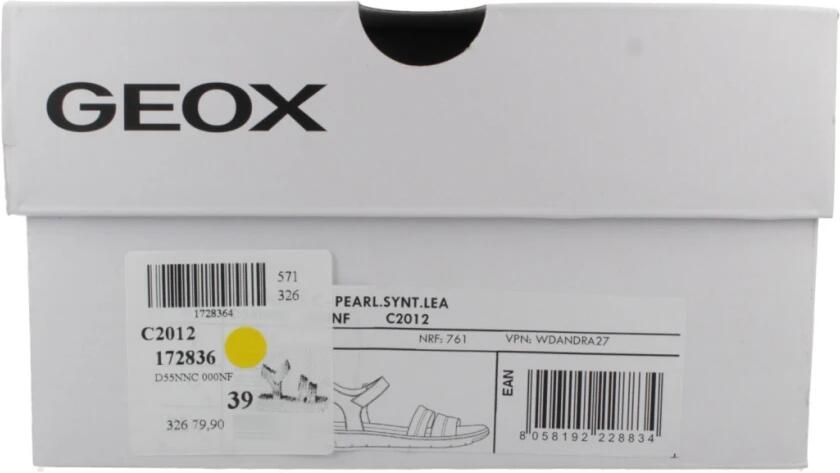 GEOX
571
326
1728364
C2012
172836
D55NNC 000NF
39
326 79,90
PEARL.SYNT.LEA
NF C2012
NRF: 761 VPN: WDANDRA27
EAN
8 058192 228834